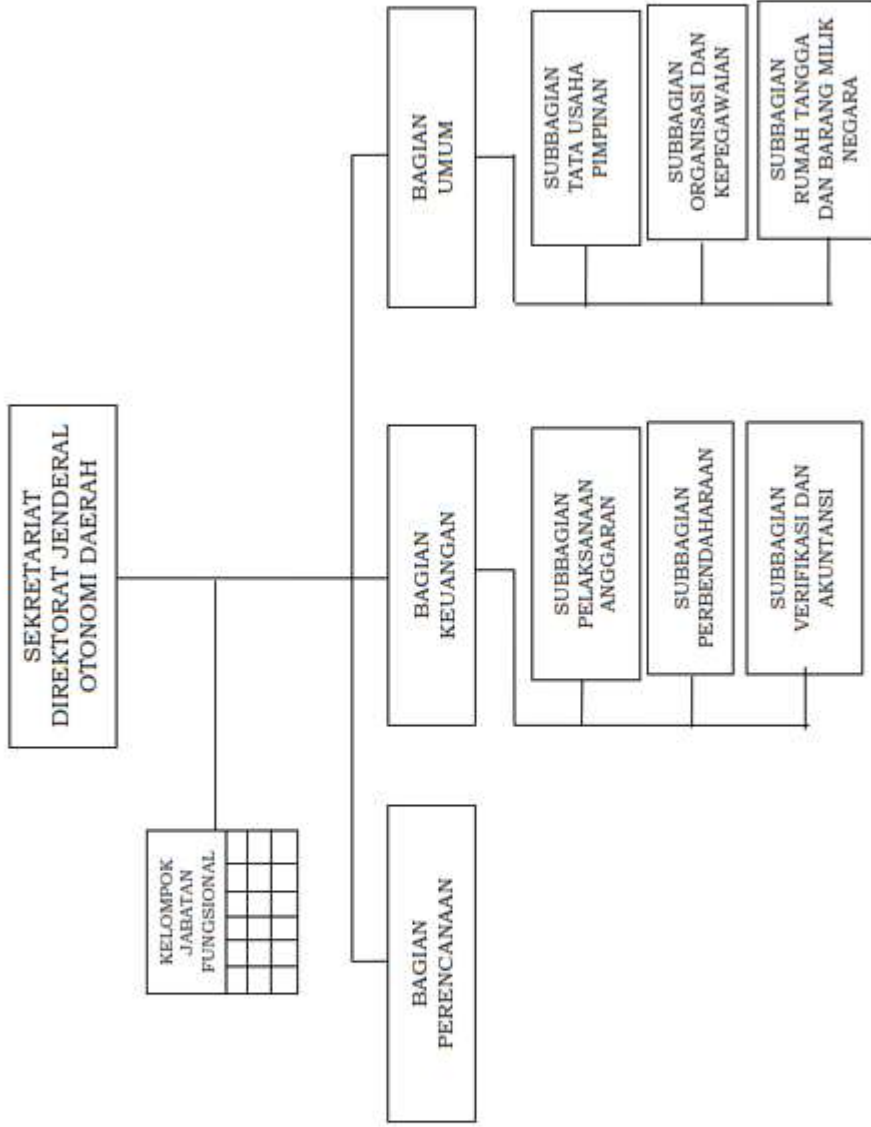 SEKRETARIAT
DIREKTORAT JENDERAL
OTONOMI DAERAH
KELOMPOK
JABATAN
FUNGSIONAL
BAGIAN
PERENCANAAN
BAGIAN
KEUANGAN
SUBBAGIAN
PELAKSANAAN
ANGGARAN
SUBBAGIAN
PERBENDAHARAAN
SUBBAGIAN
VERIFIKASI DAN
AKUNTANSI
BAGIAN
UMUM
SUBBAGIAN
TATA USAHA
PIMPINAN
SUBBAGIAN
ORGANISASI DAN
KEPEGAWAIAN
SUBBAGIAN
RUMAH TANGGA
DAN BARANG MILIK
NEGARA